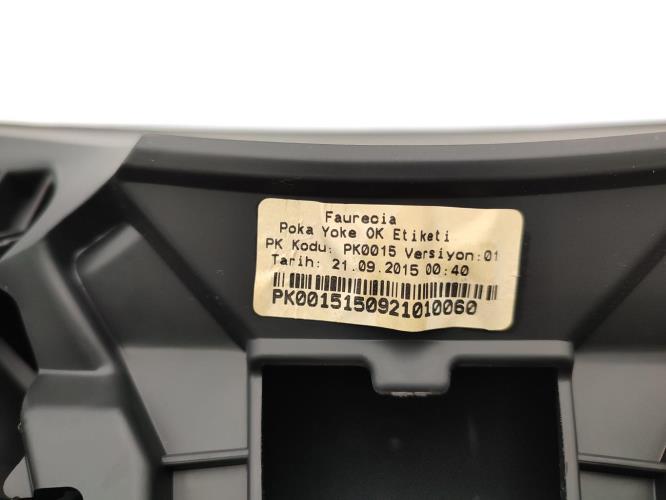 Faurecia
Poka Yoke OK Etiketi
PK Kodu: PK0015 Versiyon:01
Tarih: 21.09.2015 00:40
PK0015150921010060